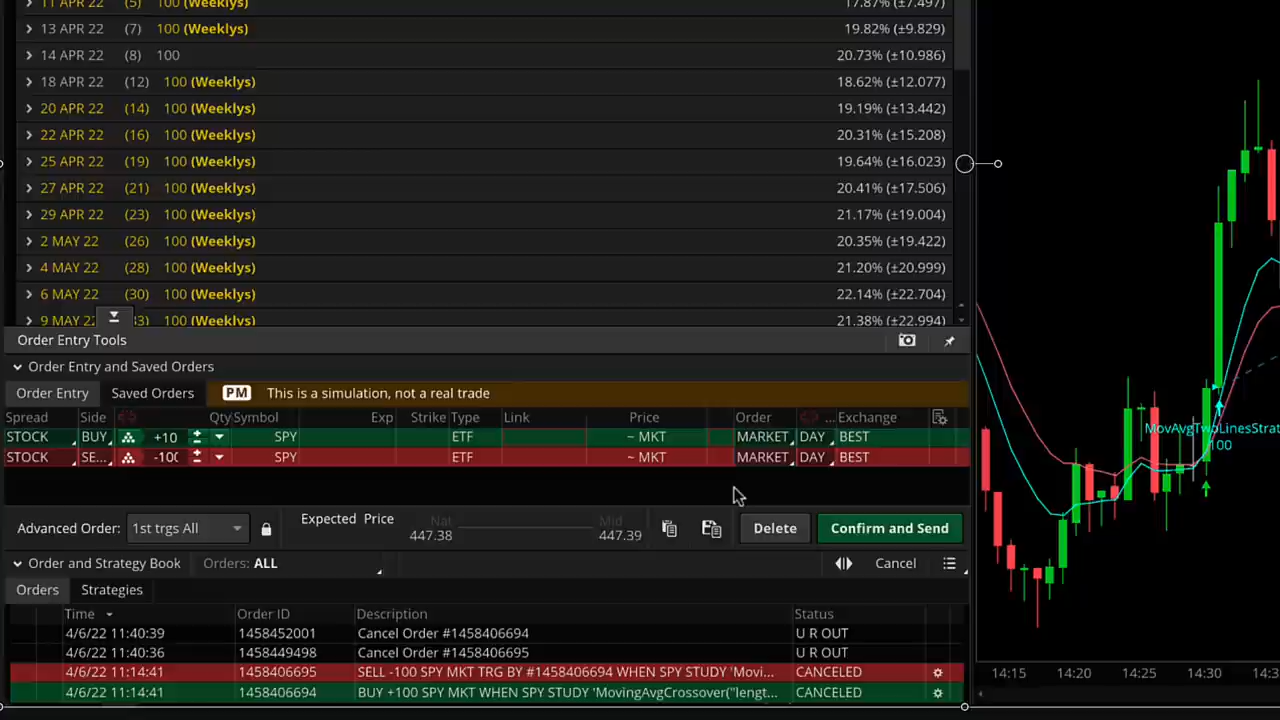 11 APR 22 (5) 100 (Weeklys) 17.87% (±7.497)
13 APR 22 (7) 100 (Weeklys) 19.82% (±9.829)
14 APR 22 (8) 100 20.73% (±10.986)
18 APR 22 (12) 100 (Weeklys) 18.62% (±12.077)
20 APR 22 (14) 100 (Weeklys) 19.19% (±13.442)
22 APR 22 (16) 100 (Weeklys) 20.31% (±15.208)
25 APR 22 (19) 100 (Weeklys) 19.64% (±16.023)
27 APR 22 (21) 100 (Weeklys) 20.41% (±17.506)
29 APR 22 (23) 100 (Weeklys) 21.17% (±19.004)
2 MAY 22 (26) 100 (Weeklys) 20.35% (±19.422)
4 MAY 22 (28) 100 (Weeklys) 21.20% (±20.999)
6 MAY 22 (30) 100 (Weeklys) 22.14% (±22.704)
9 MAY 100 (Weeklys) 21.38% (±22.994)
Order Entry Tools
Order Entry and Saved Orders
Order Entry Saved Orders PM This is a simulation, not a real trade
Spread Side Qty Symbol Exp Strike Type Link Price Order ... Exchange
STOCK BUY +10 SPY ETF ~ MKT MARKET DAY BEST
STOCK SE... -100 SPY ETF ~ MKT MARKET DAY BEST
Advanced Order: 1st trgs All Expected Price Nat 447.38 Mid 447.39 Delete Confirm and Send
Order and Strategy Book Orders: ALL Cancel
Orders Strategies
Time Order ID Description Status
4/6/22 11:40:39 1458452001 Cancel Order #1458406694 U R OUT
4/6/22 11:40:36 1458449498 Cancel Order #1458406695 U R OUT
4/6/22 11:14:41 1458406695 SELL -100 SPY MKT TRG BY #1458406694 WHEN SPY STUDY 'Movi... CANCELED
4/6/22 11:14:41 1458406694 BUY +100 SPY MKT WHEN SPY STUDY 'MovingAvgCrossover("lengt... CANCELED
MovAvgTwoLinesStrat
100
14:15 14:20 14:25 14:30 14:3